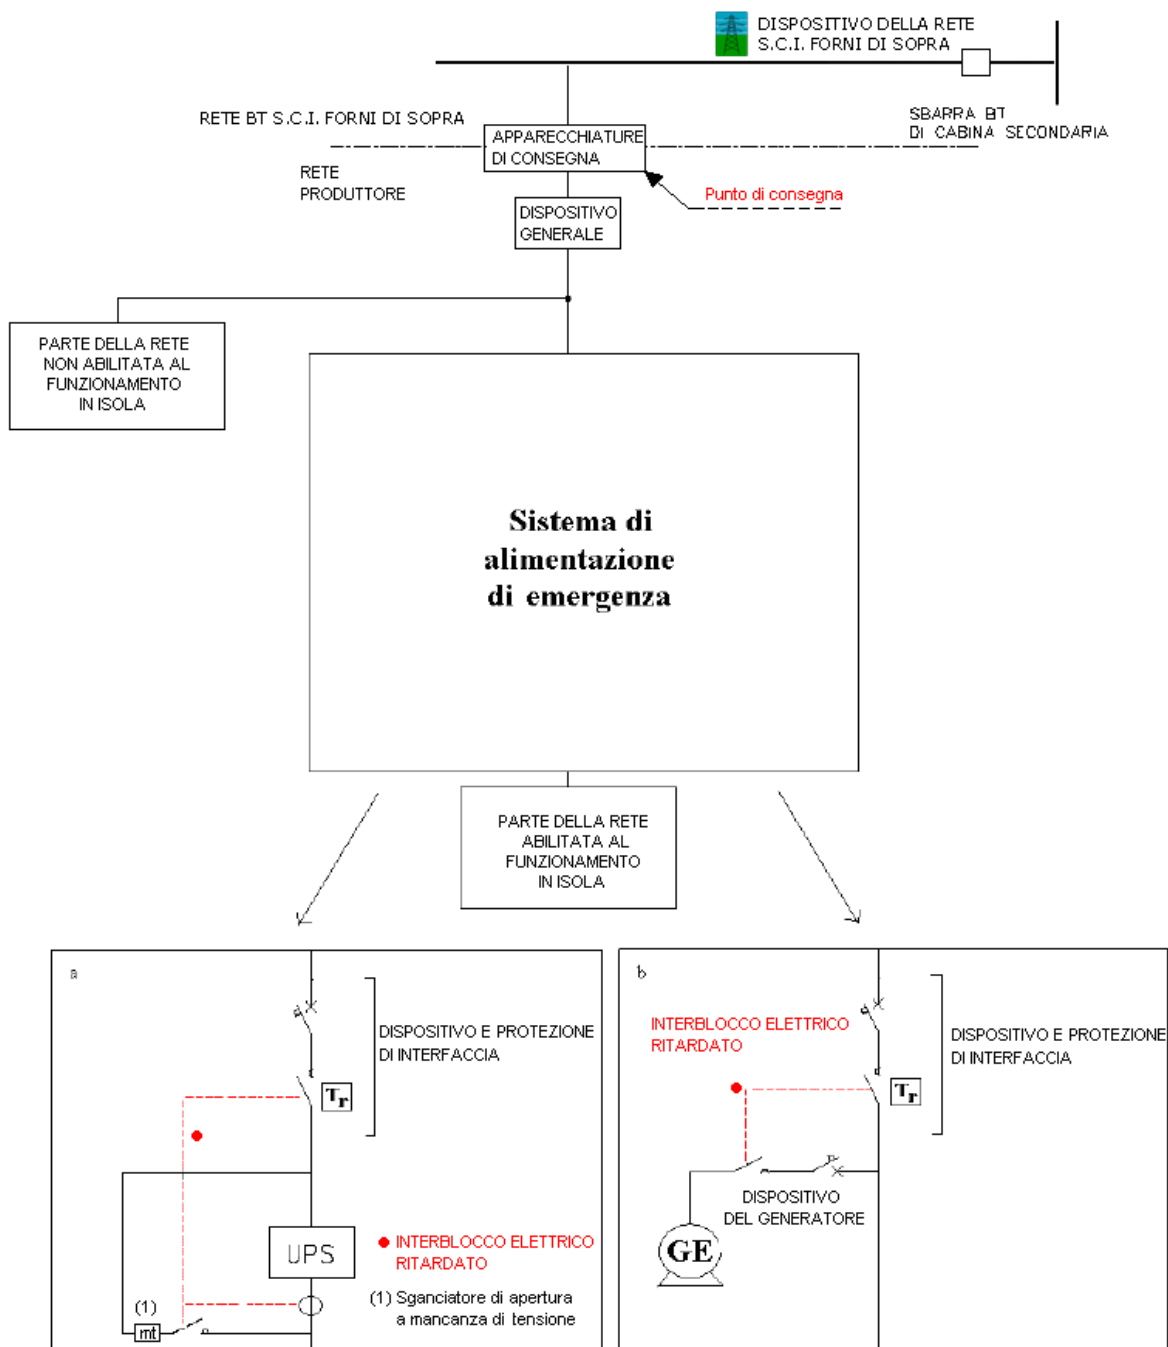 DISPOSITIVO DELLA RETE
S.C.I. FORNI DI SOPRA
RETE BT S.C.I. FORNI DI SOPRA
SBARRA BT
DI CABINA SECONDARIA
APPARECCHIATURE
DI CONSEGNA
RETE
PRODUTTORE
Punto di consegna
DISPOSITIVO
GENERALE
PARTE DELLA RETE
NON ABILITATA AL
FUNZIONAMENTO
IN ISOLA
Sistema di
alimentazione
di emergenza
PARTE DELLA RETE
ABILITATA AL
FUNZIONAMENTO
IN ISOLA
a
DISPOSITIVO E PROTEZIONE
DI INTERFACCIA
Tr
UPS
INTERBLOCCO ELETTRICO
RITARDATO
(1) Sganciatore di apertura
a mancanza di tensione
(1)
mt
b
INTERBLOCCO ELETTRICO
RITARDATO
DISPOSITIVO E PROTEZIONE
DI INTERFACCIA
Tr
DISPOSITIVO
DEL GENERATORE
GE